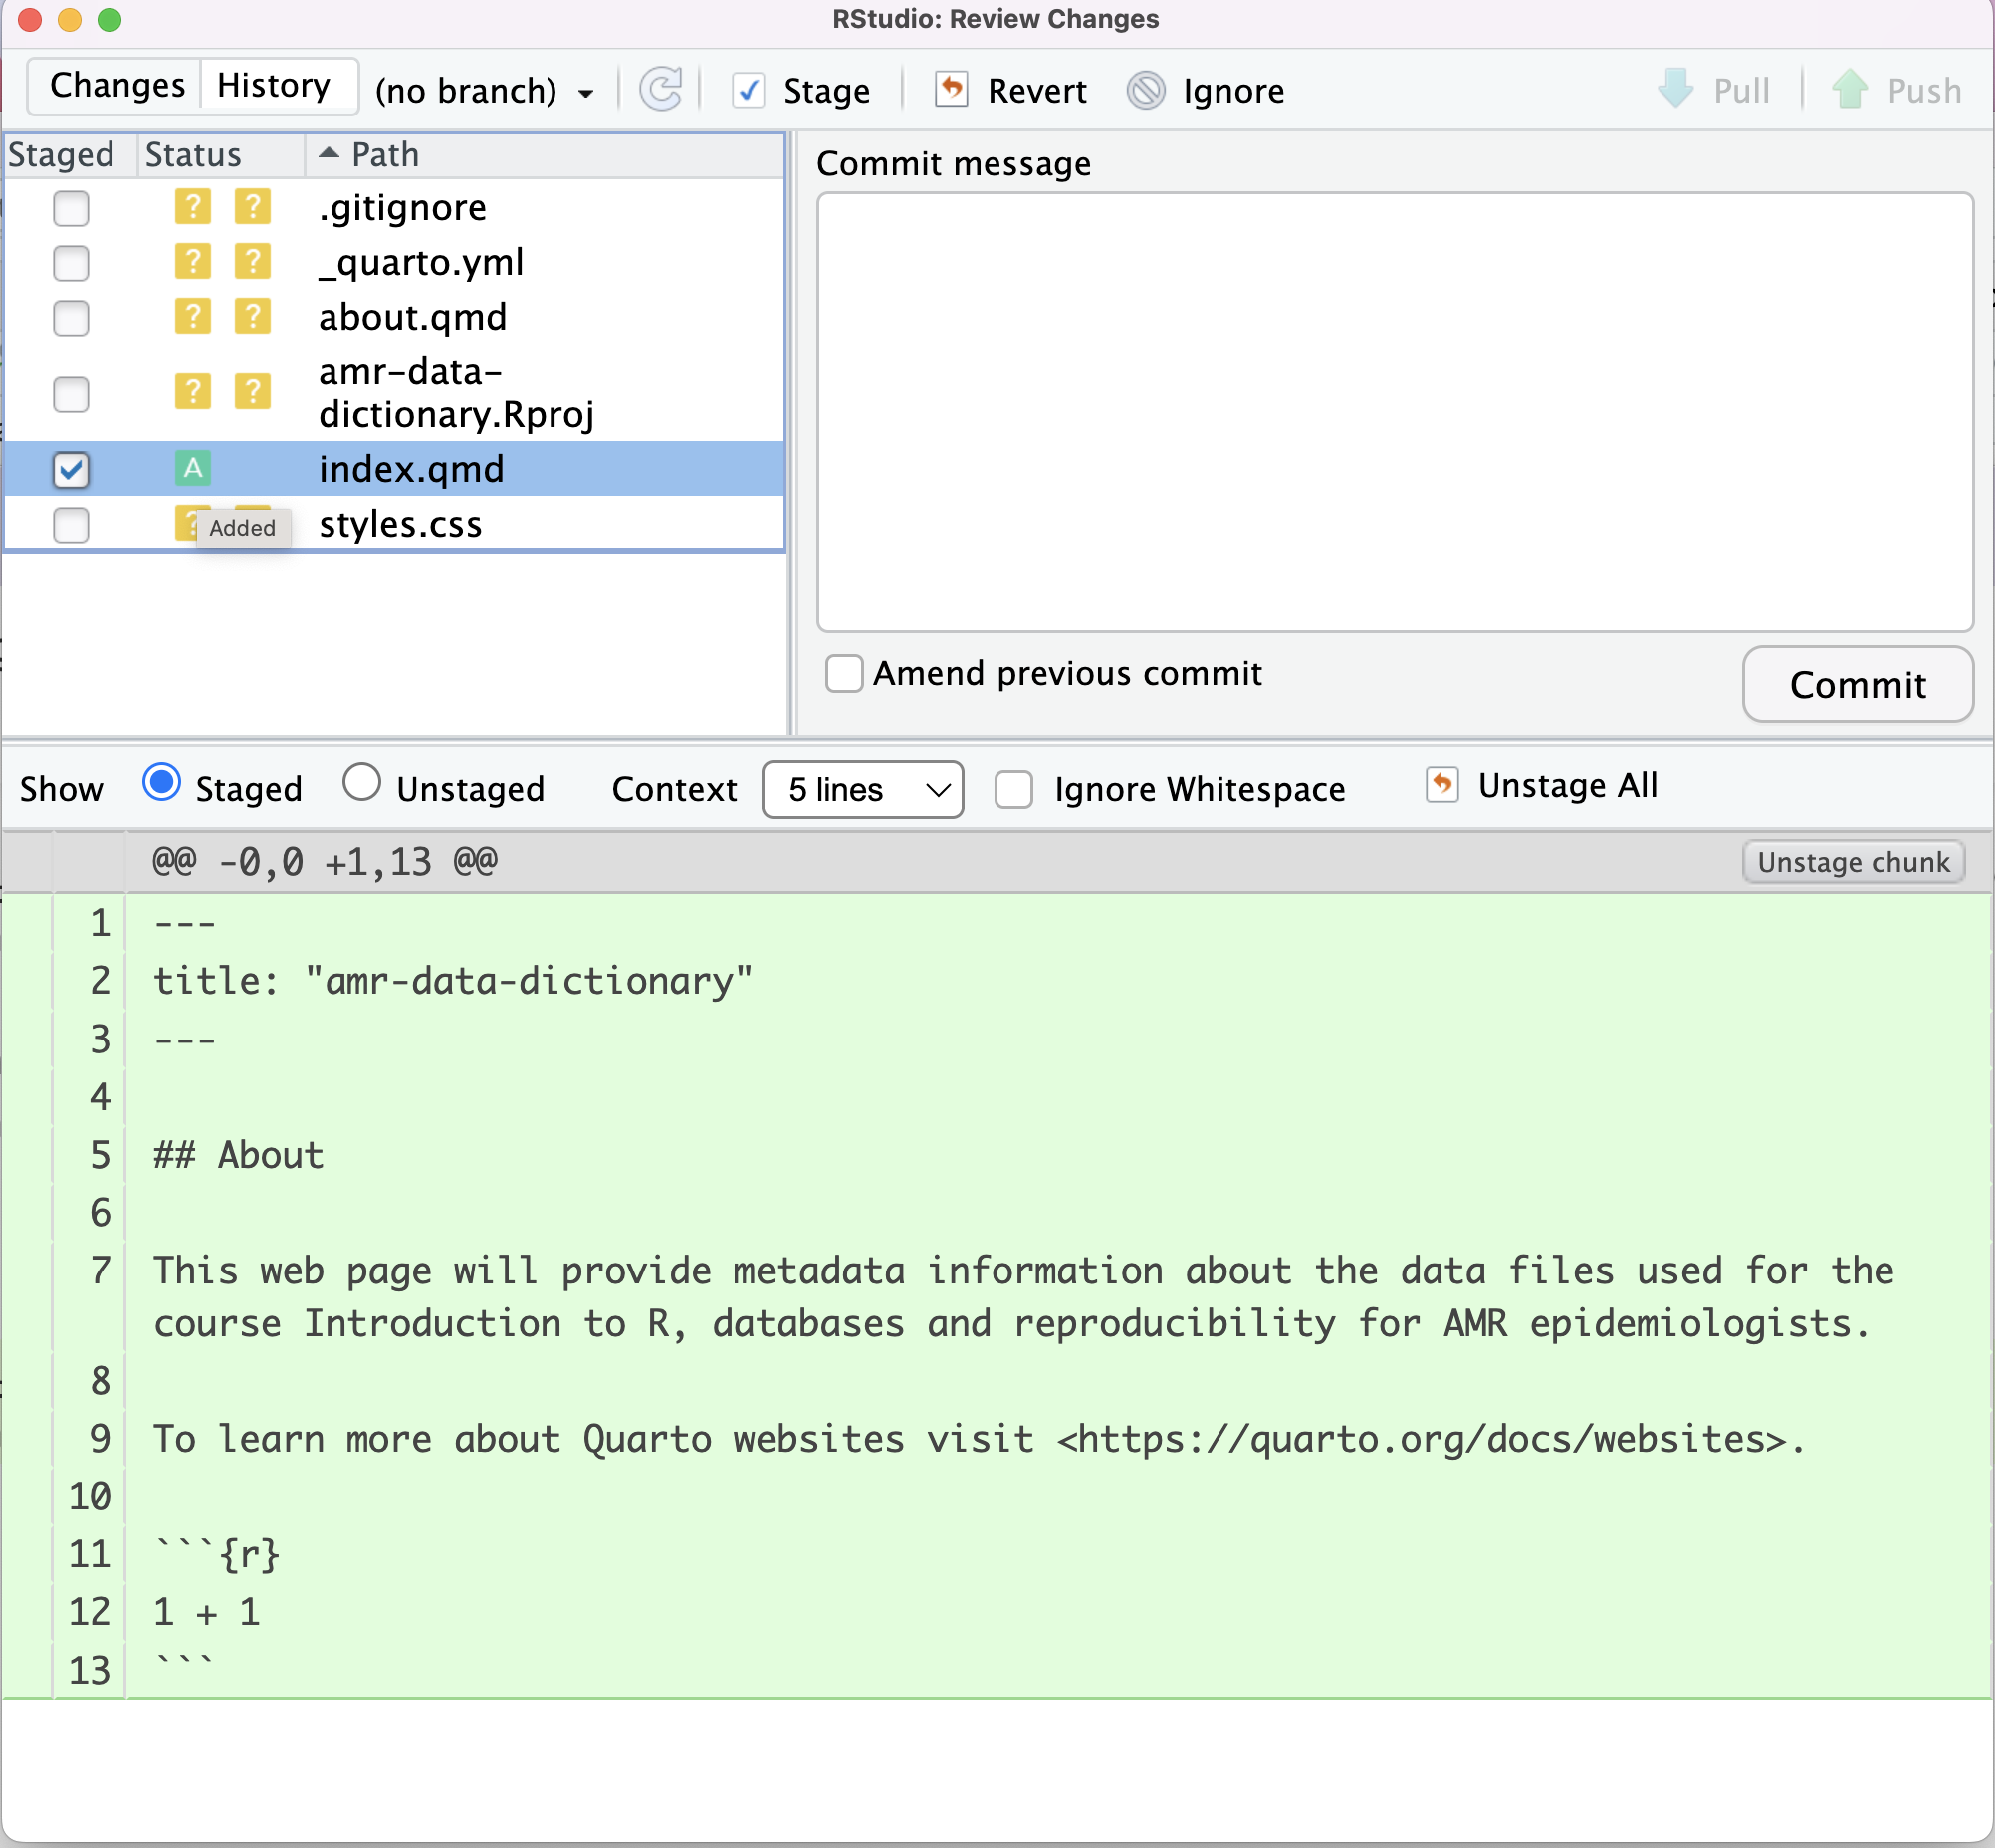 RStudio: Review Changes
Changes History (no branch) Stage Revert Ignore Pull Push
Staged Status Path
? ? .gitignore
? ? _quarto.yml
? ? about.qmd
? ? amr-data-
dictionary.Rproj
A index.qmd
? styles.css
Added
Commit message
Amend previous commit
Commit
Show Staged Unstaged Context 5 lines Ignore Whitespace Unstage All
@@ -0,0 +1,13 @@ Unstage chunk
1 ---
2 title: "amr-data-dictionary"
3 ---
4
5 ## About
6
7 This web page will provide metadata information about the data files used for the
course Introduction to R, databases and reproducibility for AMR epidemiologists.
8
9 To learn more about Quarto websites visit <https://quarto.org/docs/websites>.
10
11 ```{r}
12 1 + 1
13 ```